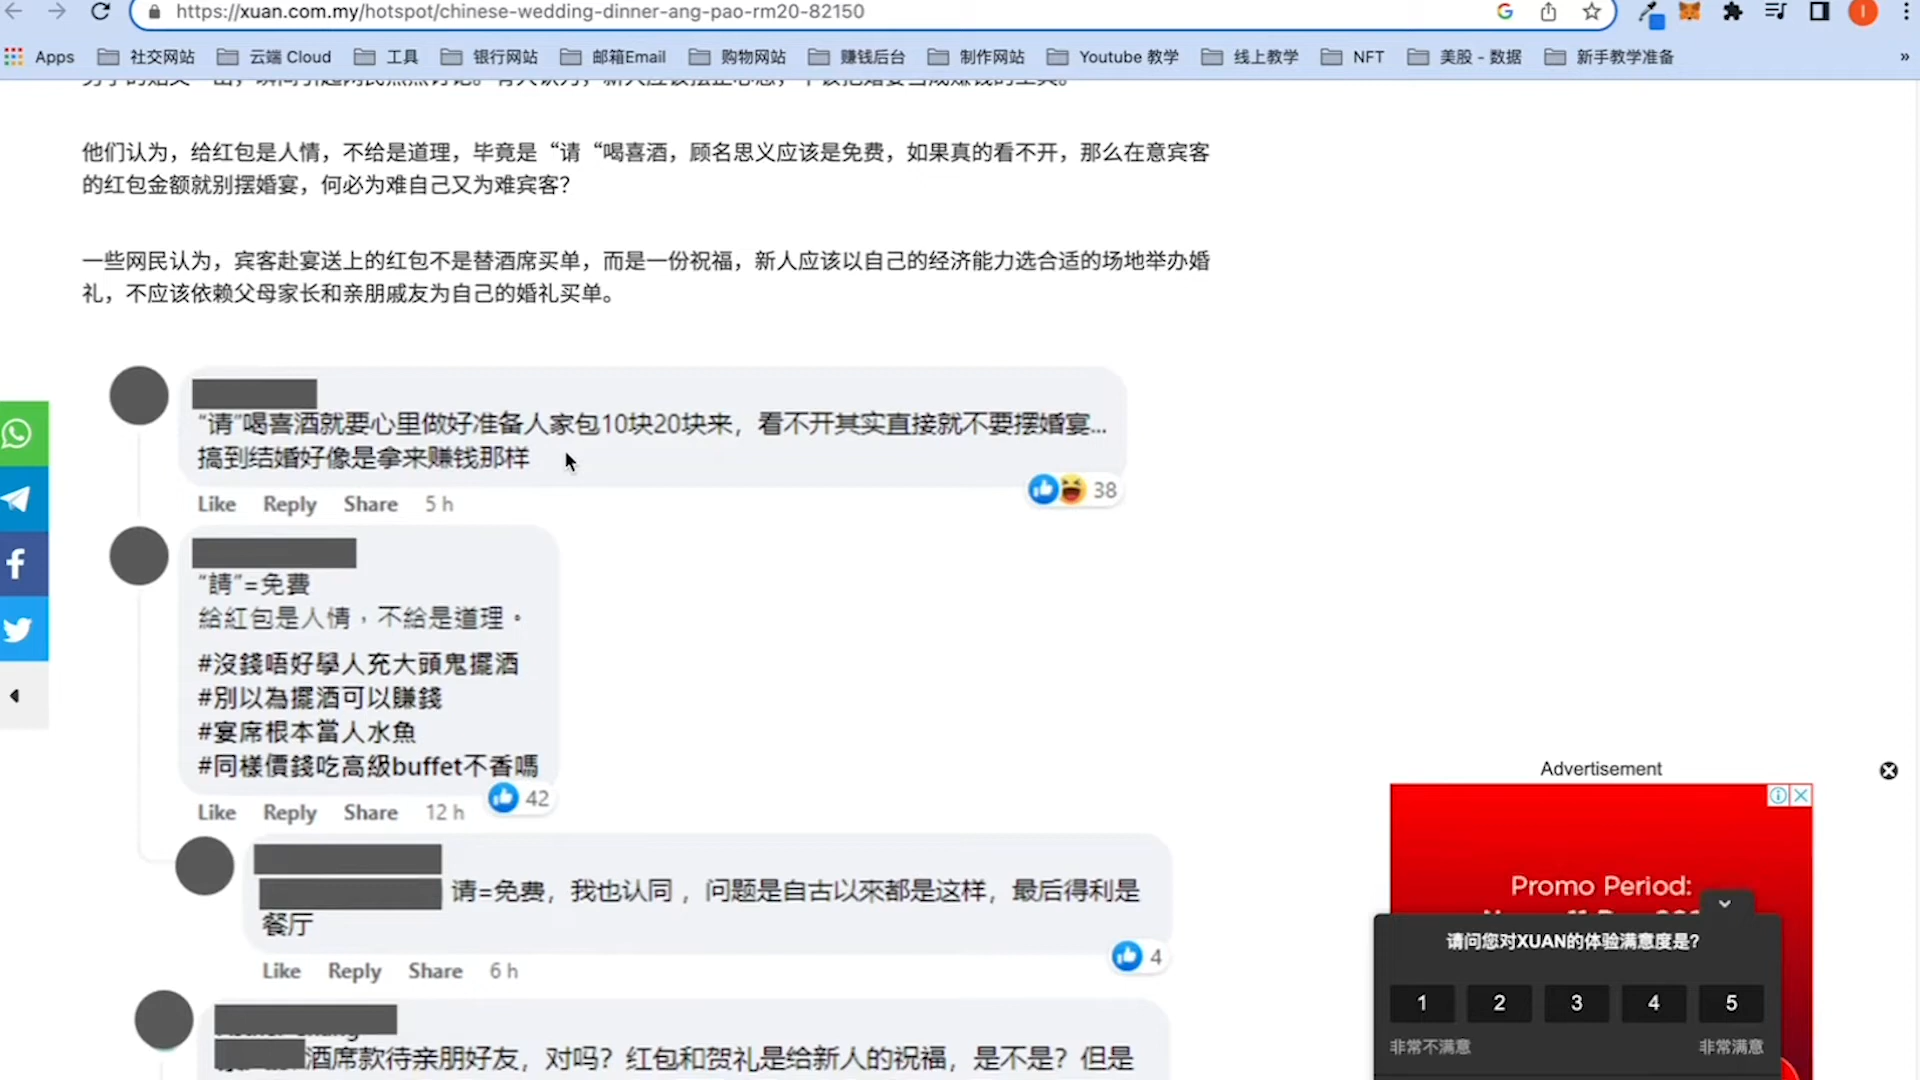 https://xuan.com.my/hotspot/chinese-wedding-dinner-ang-pao-rm20-82150
Apps 社交网站 云端 Cloud 工具 银行网站 邮箱Email 购物网站 赚钱后台 制作网站 Youtube 教学 线上教学 NFT 美股 - 数据 新手教学准备 »
他们认为，给红包是人情，不给是道理，毕竟是“请“喝喜酒，顾名思义应该是免费，如果真的看不开，那么在意宾客
的红包金额就别摆婚宴，何必为难自己又为难宾客？
一些网民认为，宾客赴宴送上的红包不是替酒席买单，而是一份祝福，新人应该以自己的经济能力选合适的场地举办婚
礼，不应该依赖父母家长和亲朋戚友为自己的婚礼买单。
“请”喝喜酒就要心里做好准备人家包10块20块来，看不开其实直接就不要摆婚宴...
搞到结婚好像是拿来赚钱那样
38
Like Reply Share 5 h
“請”=免費
給紅包是人情，不給是道理。
#沒錢唔好學人充大頭鬼擺酒
#別以為擺酒可以賺錢
#宴席根本當人水魚
#同樣價錢吃高級buffet不香嗎
42
Like Reply Share 12 h
请=免费，我也认同 ，问题是自古以來都是这样，最后得利是
餐厅
4
Like Reply Share 6 h
酒席款待亲朋好友，对吗？红包和贺礼是给新人的祝福，是不是？但是
Advertisement
Promo Period:
请问您对XUAN的体验满意度是?
1 2 3 4 5
非常不满意 非常满意